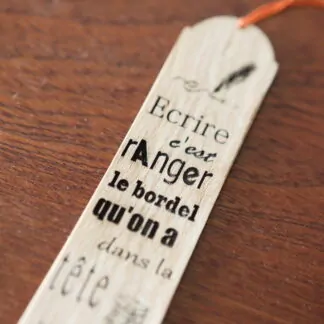 Ecrire
c'est
rAnger
le bordel
qu'on a
dans la
tête